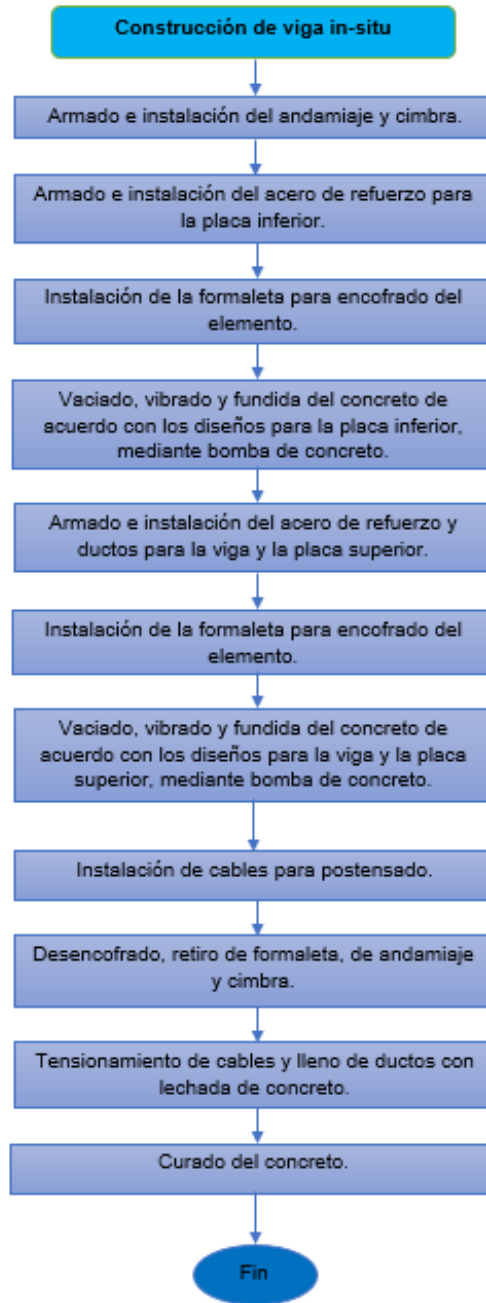 Construcción de viga in-situ
Armado e instalación del andamiaje y cimbra.
Armado e instalación del acero de refuerzo para
la placa inferior.
Instalación de la formaleta para encofrado del
elemento.
Vaciado, vibrado y fundida del concreto de
acuerdo con los diseños para la placa inferior,
mediante bomba de concreto.
Armado e instalación del acero de refuerzo y
ductos para la viga y la placa superior.
Instalación de la formaleta para encofrado del
elemento.
Vaciado, vibrado y fundida del concreto de
acuerdo con los diseños para la viga y la placa
superior, mediante bomba de concreto.
Instalación de cables para postensado.
Desencofrado, retiro de formaleta, de andamiaje
y cimbra.
Tensionamiento de cables y lleno de ductos con
lechada de concreto.
Curado del concreto.
Fin